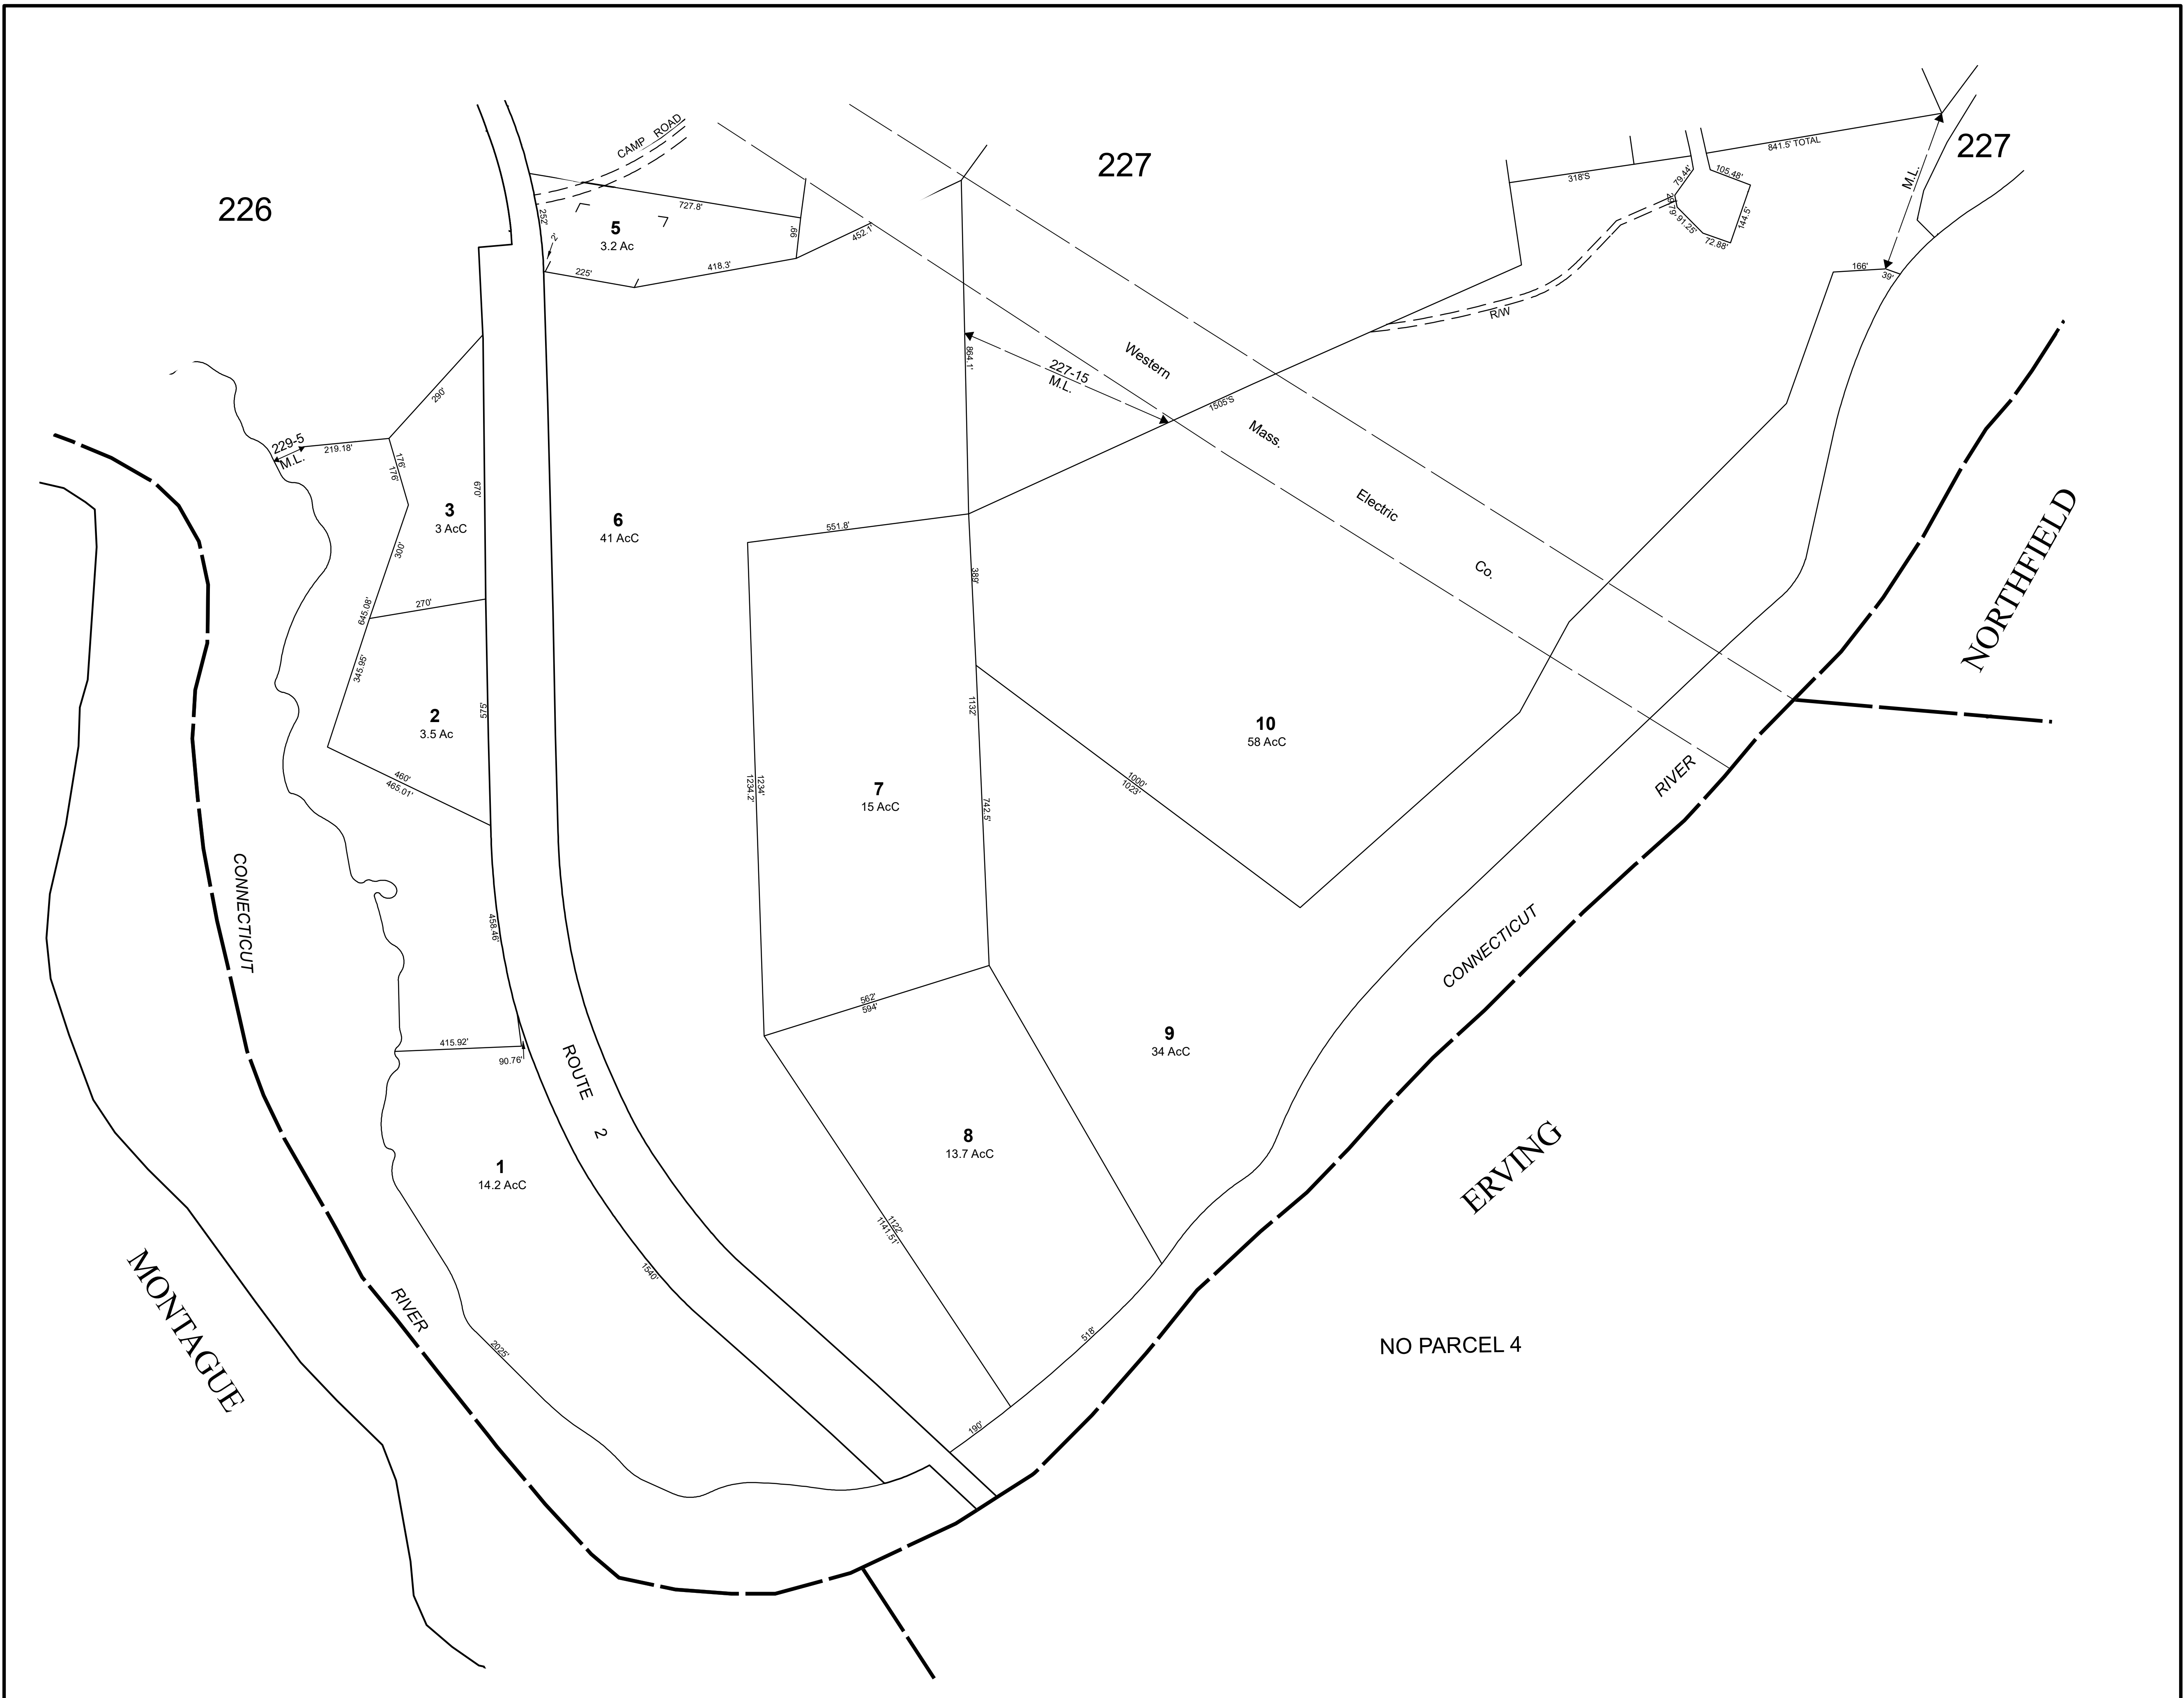 226
227
227
CAMP ROAD
727.8'
252'
2'
5
3.2 Ac
66'
452.1'
225'
418.3'
841.5' TOTAL
318'S
79.44'
105.48'
144.5'
91.25'
72.88'
M.L.
166'
39'
R/W
290'
229-5
M.L.
219.18'
176'
176'
670'
3
3 AcC
300'
645.08'
270'
345.95'
2
3.5 Ac
575'
460'
465.01'
6
41 AcC
864.1'
227-15
M.L.
1505'S
Western
Mass.
Electric
Co.
551.8'
389'
1132'
742.5'
1234'
1234.2'
7
15 AcC
10
58 AcC
1000'
1023'
NORTHFIELD
CONNECTICUT
RIVER
458.46'
415.92'
90.76'
ROUTE 2
562'
594'
9
34 AcC
8
13.7 AcC
1122'
1141.51'
1
14.2 AcC
1540'
2025'
518'
190'
CONNECTICUT
RIVER
MONTAGUE
ERVING
NO PARCEL 4